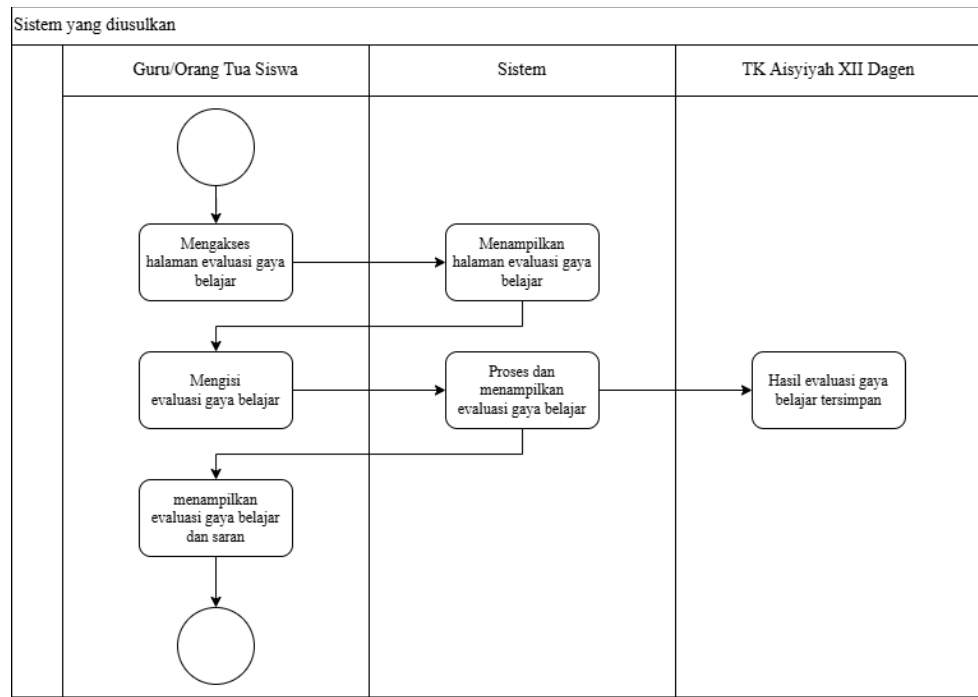 Sistem yang diusulkan
Guru/Orang Tua Siswa
Sistem
TK Aisyiyah XII Dagen
Mengakses
halaman evaluasi gaya
belajar
Menampilkan
halaman evaluasi gaya
belajar
Mengisi
evaluasi gaya belajar
Proses dan
menampilkan
evaluasi gaya belajar
Hasil evaluasi gaya
belajar tersimpan
menampilkan
evaluasi gaya belajar
dan saran